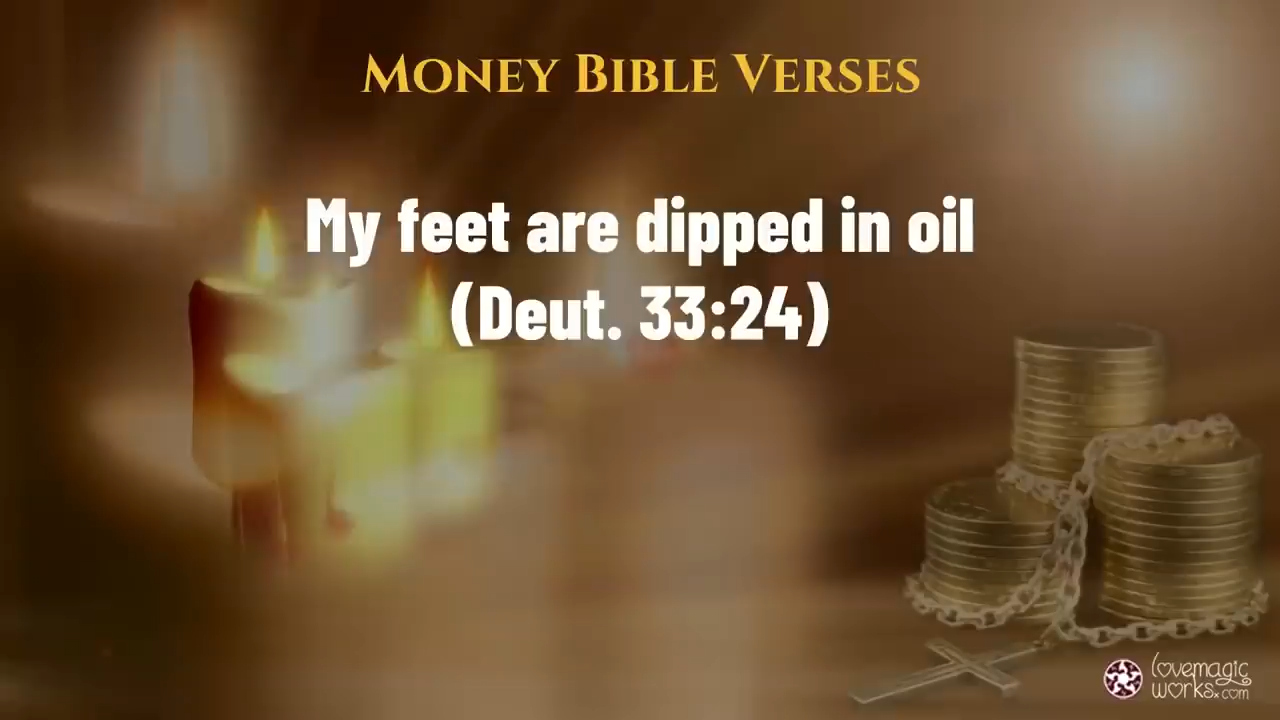 Money Bible Verses
My feet are dipped in oil
(Deut. 33:24)
lovemagic
works.com